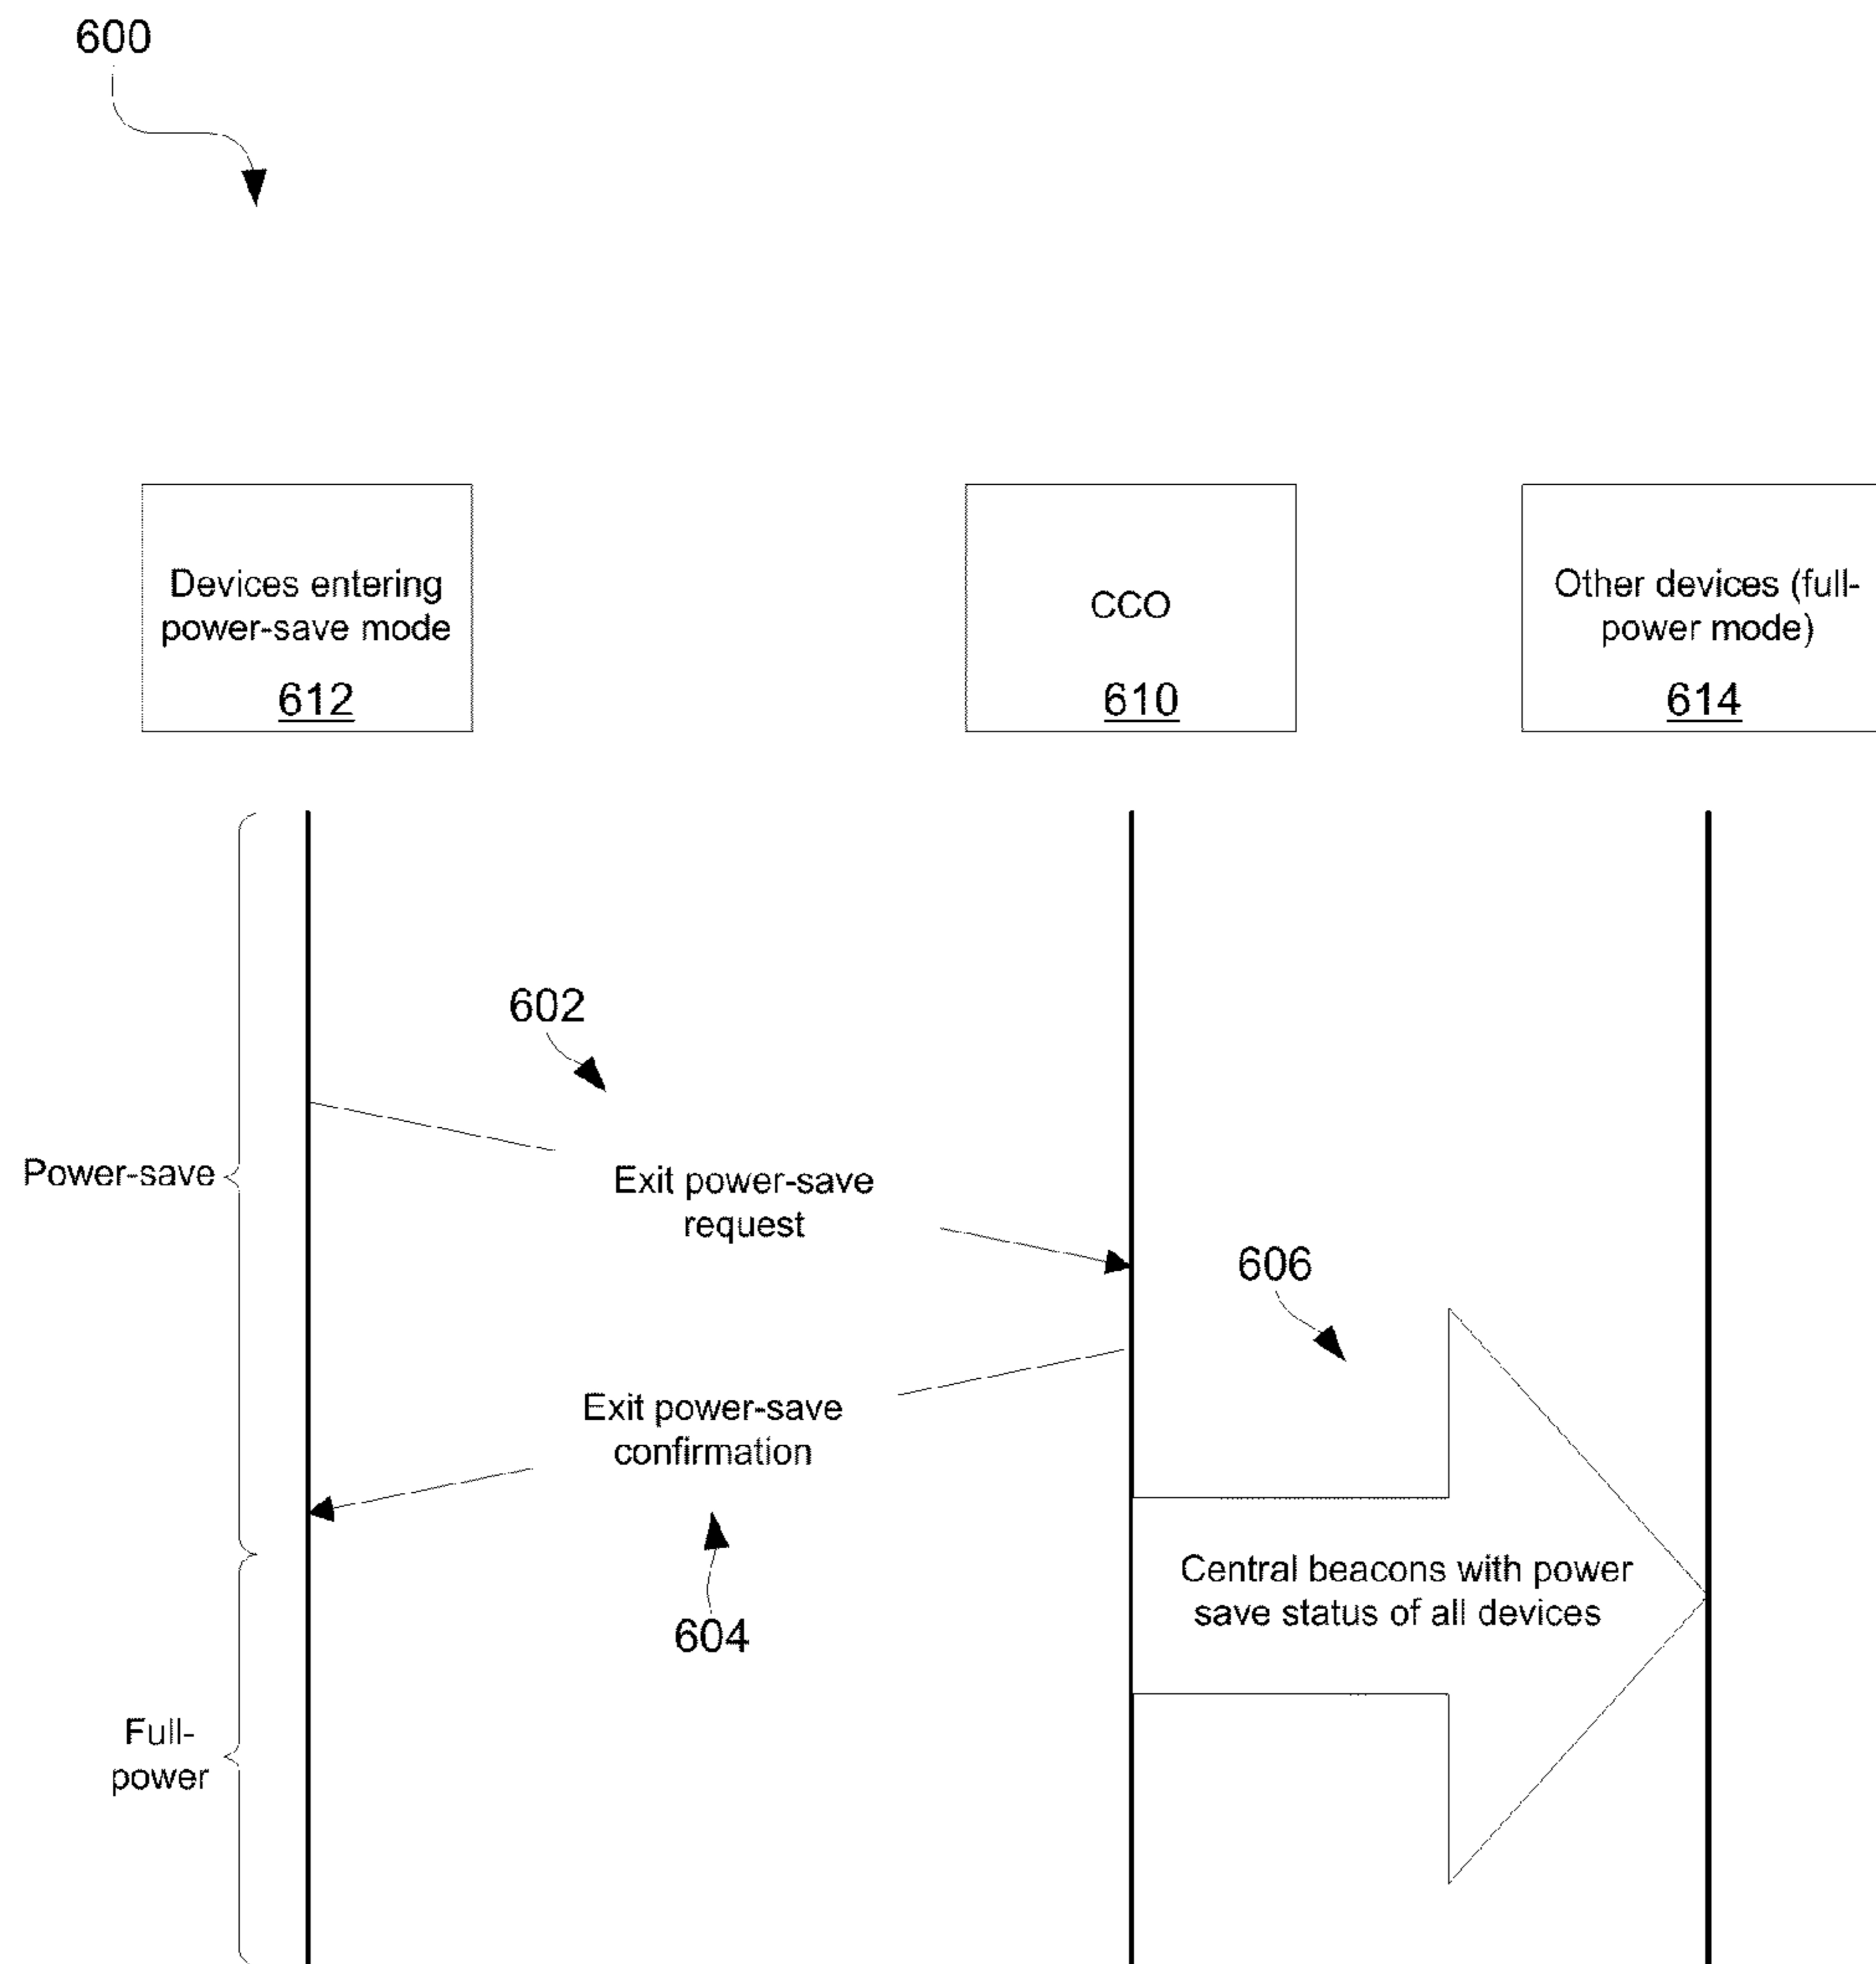 600
Devices entering
power-save mode
612
CCO
610
Other devices (full-
power mode)
614
602
Power-save
Exit power-save
request
606
Exit power-save
confirmation
604
Central beacons with power
save status of all devices
Full-
power